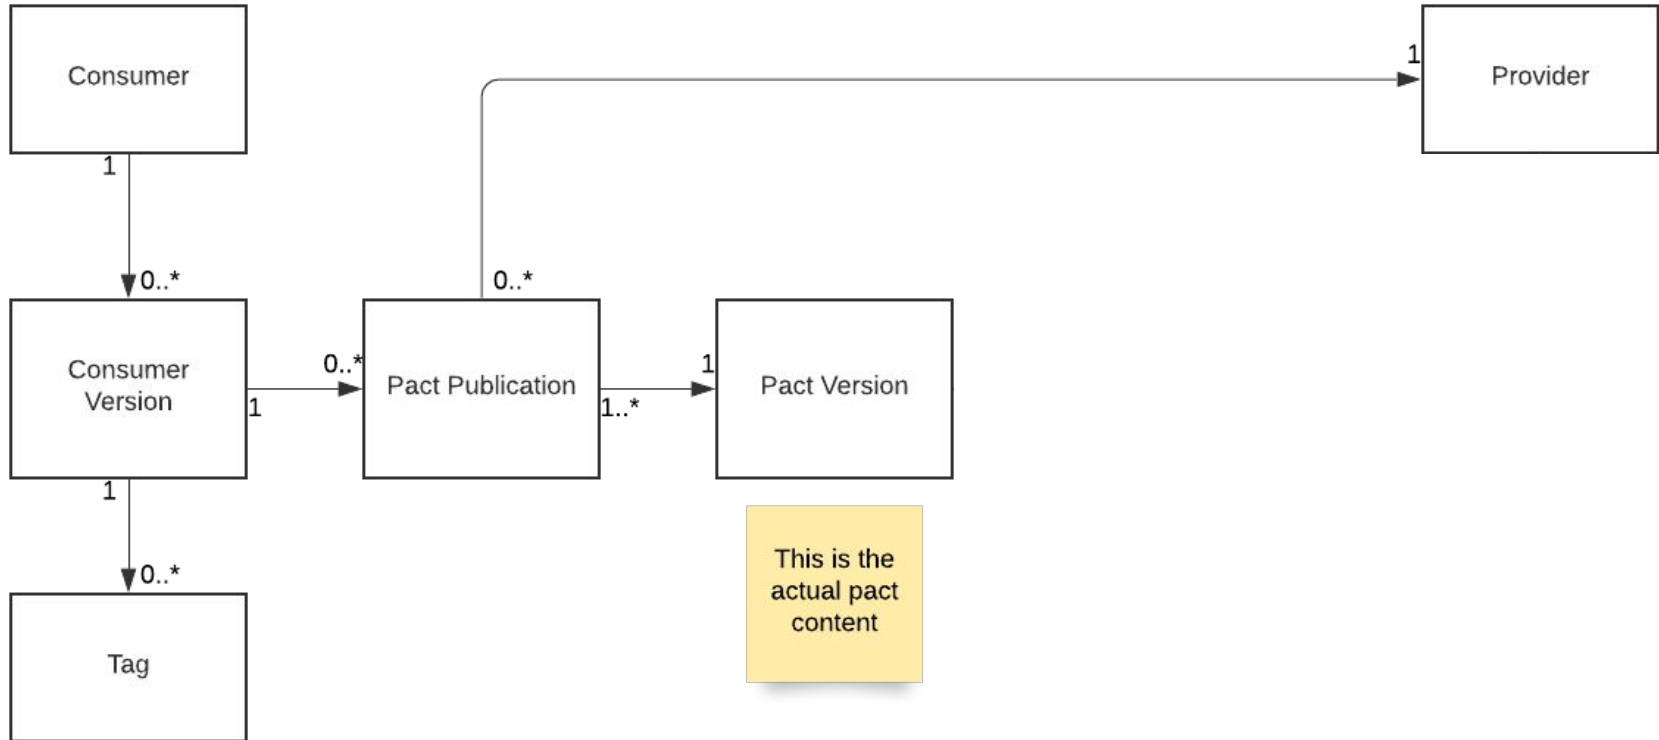 Consumer
1
Provider
1
0..*
0..*
Consumer
Version
0..*
1
Pact Publication
1
1..*
Pact Version
1
0..*
This is the
actual pact
content
Tag